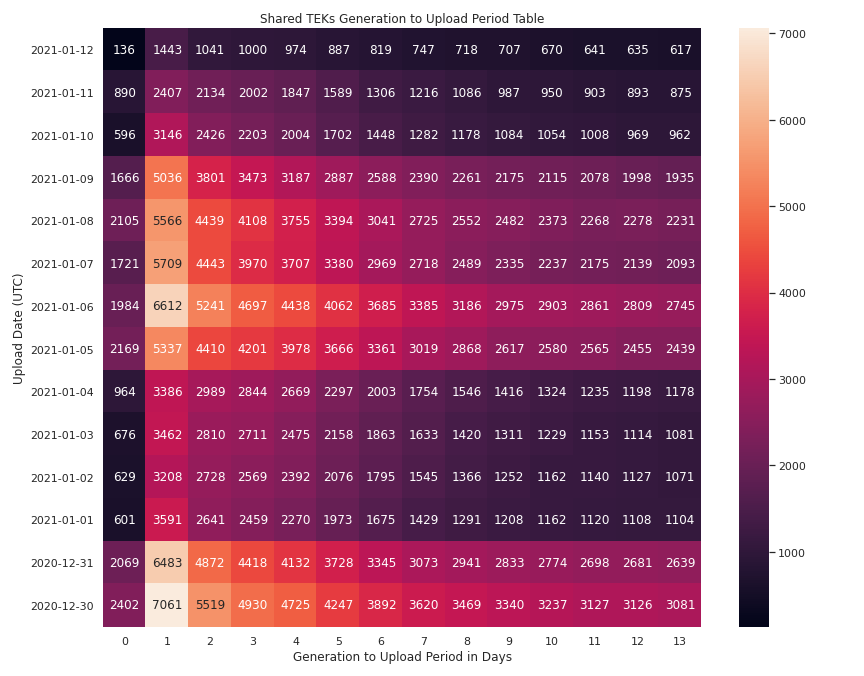 Shared TEKs Generation to Upload Period Table
Upload Date (UTC)
2021-01-12 136 1443 1041 1000 974 887 819 747 718 707 670 641 635 617
2021-01-11 890 2407 2134 2002 1847 1589 1306 1216 1086 987 950 903 893 875
2021-01-10 596 3146 2426 2203 2004 1702 1448 1282 1178 1084 1054 1008 969 962
2021-01-09 1666 5036 3801 3473 3187 2887 2588 2390 2261 2175 2115 2078 1998 1935
2021-01-08 2105 5566 4439 4108 3755 3394 3041 2725 2552 2482 2373 2268 2278 2231
2021-01-07 1721 5709 4443 3970 3707 3380 2969 2718 2489 2335 2237 2175 2139 2093
2021-01-06 1984 6612 5241 4697 4438 4062 3685 3385 3186 2975 2903 2861 2809 2745
2021-01-05 2169 5337 4410 4201 3978 3666 3361 3019 2868 2617 2580 2565 2455 2439
2021-01-04 964 3386 2989 2844 2669 2297 2003 1754 1546 1416 1324 1235 1198 1178
2021-01-03 676 3462 2810 2711 2475 2158 1863 1633 1420 1311 1229 1153 1114 1081
2021-01-02 629 3208 2728 2569 2392 2076 1795 1545 1366 1252 1162 1140 1127 1071
2021-01-01 601 3591 2641 2459 2270 1973 1675 1429 1291 1208 1162 1120 1108 1104
2020-12-31 2069 6483 4872 4418 4132 3728 3345 3073 2941 2833 2774 2698 2681 2639
2020-12-30 2402 7061 5519 4930 4725 4247 3892 3620 3469 3340 3237 3127 3126 3081
0 1 2 3 4 5 6 7 8 9 10 11 12 13
Generation to Upload Period in Days
7000
6000
5000
4000
3000
2000
1000